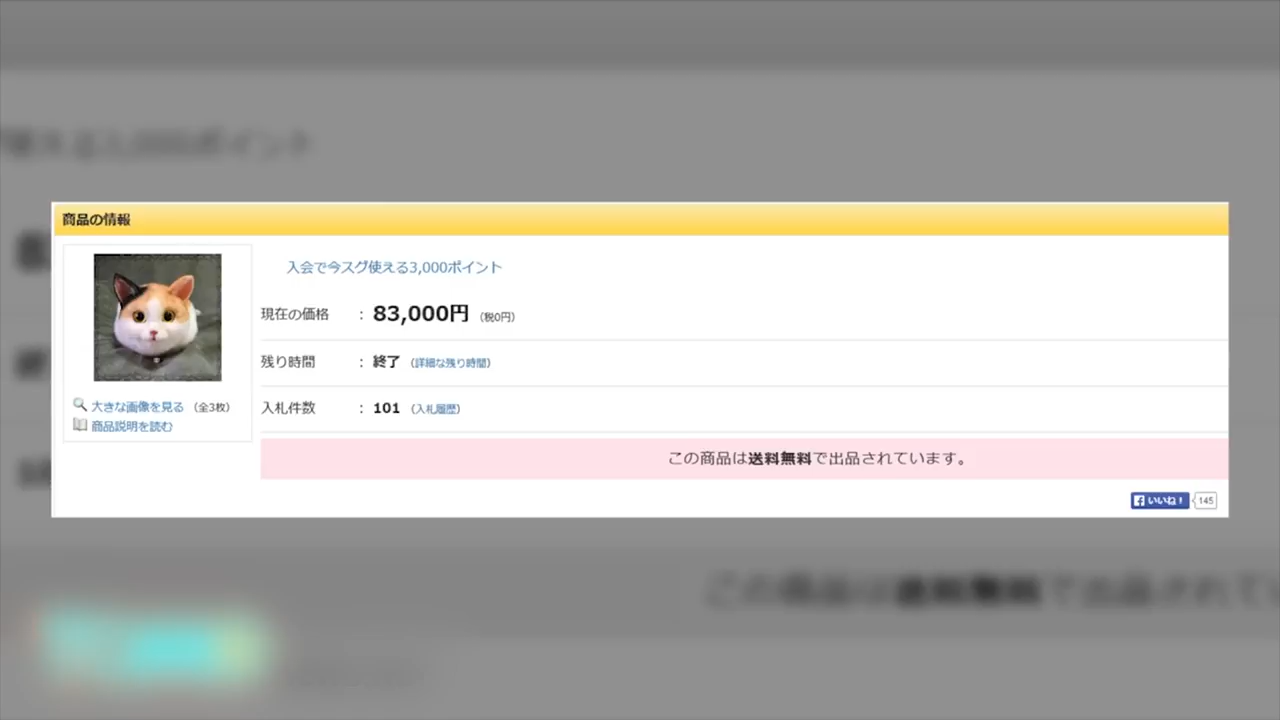 商品の情報
入会で今スグ使える3,000ポイント
現在の価格 : 83,000円 (税0円)
残り時間 : 終了 (詳細な残り時間)
入札件数 : 101 (入札履歴)
大きな画像を見る (全3枚)
商品説明を読む
この商品は送料無料で出品されています。
いいね! 145